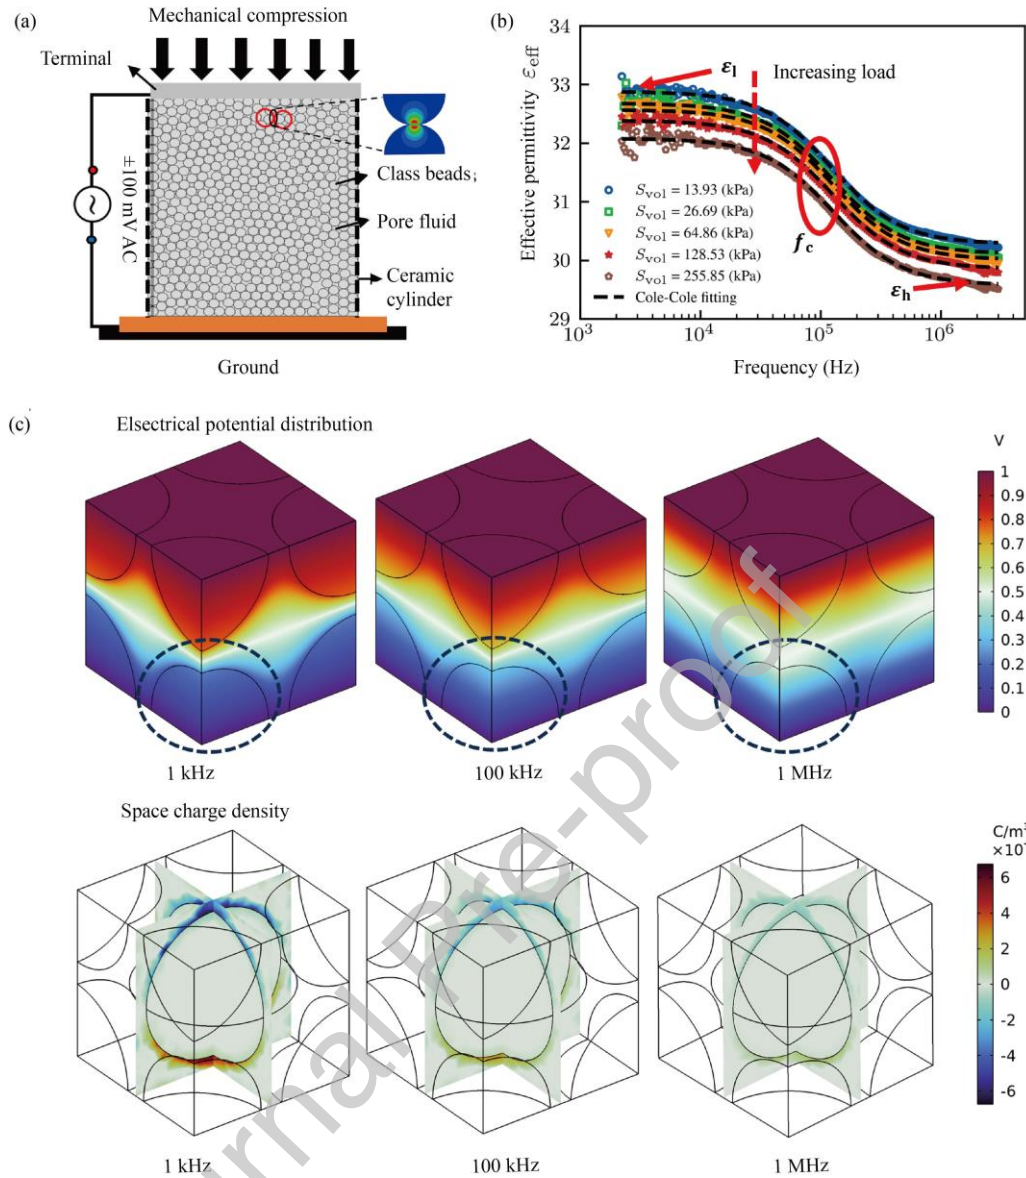 (a)
Mechanical compression
Terminal
±100 mV AC
Class beads;
Pore fluid
Ceramic
cylinder
Ground
(b)
Effective permittivity εeff
34
33
32
31
30
29
εl
Increasing load
Svol = 13.93 (kPa)
Svol = 26.69 (kPa)
Svol = 64.86 (kPa)
Svol = 128.53 (kPa)
Svol = 255.85 (kPa)
Cole-Cole fitting
fc
εh
10³ 10⁴ 10⁵ 10⁶
Frequency (Hz)
(c)
Elsectrical potential distribution
V
1
0.9
0.8
0.7
0.6
0.5
0.4
0.3
0.2
0.1
0
1 kHz 100 kHz 1 MHz
Space charge density
C/m³
×10
6
4
2
0
-2
-4
-6
1 kHz 100 kHz 1 MHz
urnal Pre-proof